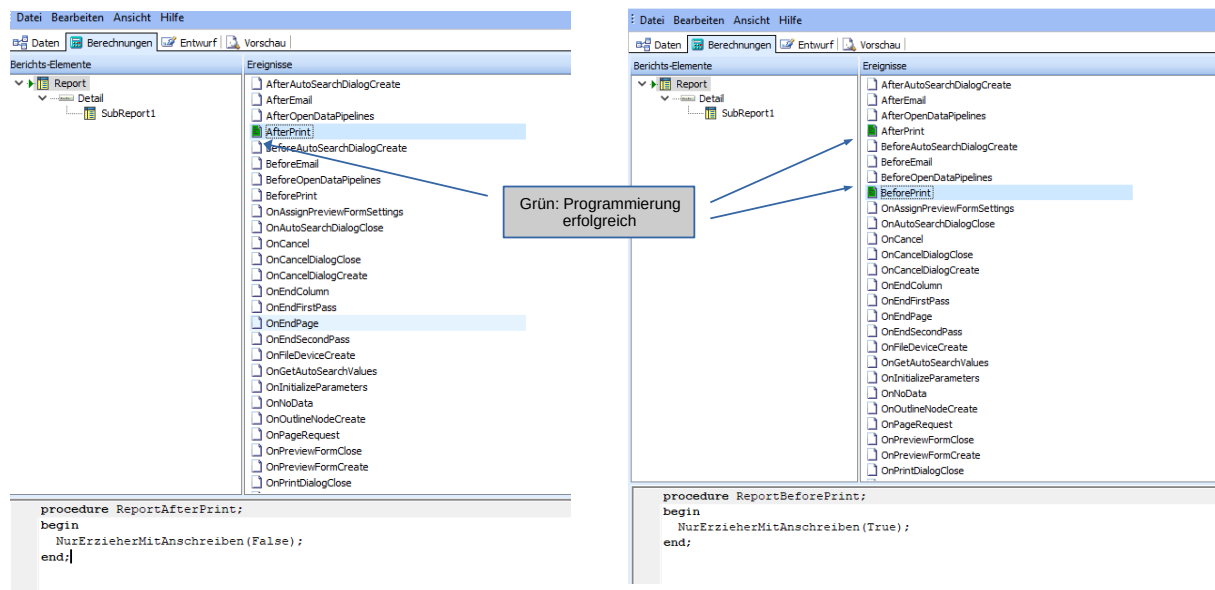 Datei Bearbeiten Ansicht Hilfe
Daten Berechnungen Entwurf Vorschau
Berichts-Elemente
Report
Detail
SubReport1
Ereignisse
AfterAutoSearchDialogCreate
AfterEmail
AfterOpenDataPipelines
AfterPrint
BeforeAutoSearchDialogCreate
BeforeEmail
BeforeOpenDataPipelines
BeforePrint
OnAssignPreviewFormSettings
OnAutoSearchDialogClose
OnCancel
OnCancelDialogClose
OnCancelDialogCreate
OnEndColumn
OnEndFirstPass
OnEndPage
OnEndSecondPass
OnFileDeviceCreate
OnGetAutoSearchValues
OnInitializeParameters
OnNoData
OnOutlineNodeCreate
OnPageRequest
OnPreviewFormClose
OnPreviewFormCreate
OnPrintDialogClose
procedure ReportAfterPrint;
begin
NurErzieherMitAnschreiben(False);
end;
Grün: Programmierung
erfolgreich
Datei Bearbeiten Ansicht Hilfe
Daten Berechnungen Entwurf Vorschau
Berichts-Elemente
Report
Detail
SubReport1
Ereignisse
AfterAutoSearchDialogCreate
AfterEmail
AfterOpenDataPipelines
AfterPrint
BeforeAutoSearchDialogCreate
BeforeEmail
BeforeOpenDataPipelines
BeforePrint
OnAssignPreviewFormSettings
OnAutoSearchDialogClose
OnCancel
OnCancelDialogClose
OnCancelDialogCreate
OnEndColumn
OnEndFirstPass
OnEndPage
OnEndSecondPass
OnFileDeviceCreate
OnGetAutoSearchValues
OnInitializeParameters
OnNoData
OnOutlineNodeCreate
OnPageRequest
OnPreviewFormClose
OnPreviewFormCreate
OnPrintDialogClose
procedure ReportBeforePrint;
begin
NurErzieherMitAnschreiben(True);
end;